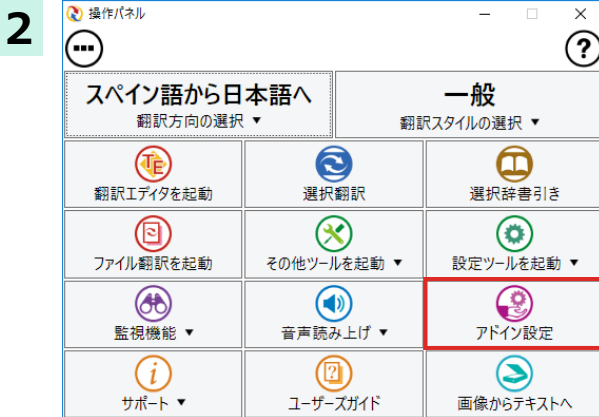 2
操作パネル
スペイン語から日本語へ
翻訳方向の選択 ▼
一般
翻訳スタイルの選択 ▼
翻訳エディタを起動
選択翻訳
選択辞書引き
ファイル翻訳を起動
その他ツールを起動 ▼
設定ツールを起動 ▼
監視機能 ▼
音声読み上げ ▼
アドイン設定
サポート ▼
ユーザーズガイド
画像からテキストへ